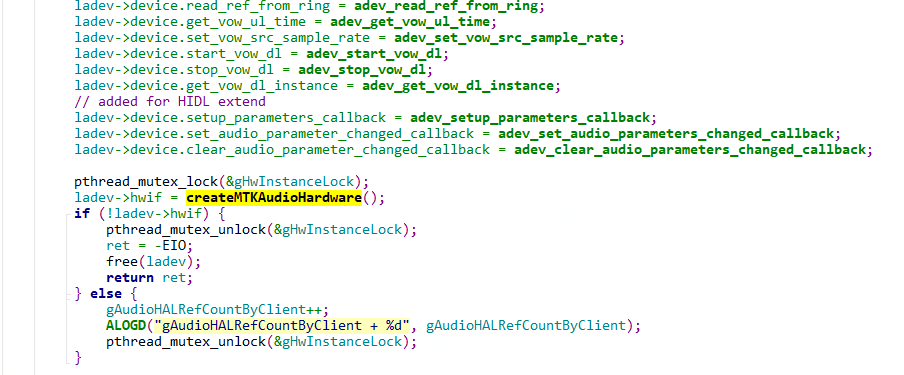 ladev->device.read_ref_from_ring = adev_read_ref_from_ring;
ladev->device.get_vow_ul_time = adev_get_vow_ul_time;
ladev->device.set_vow_src_sample_rate = adev_set_vow_src_sample_rate;
ladev->device.start_vow_dl = adev_start_vow_dl;
ladev->device.stop_vow_dl = adev_stop_vow_dl;
ladev->device.get_vow_dl_instance = adev_get_vow_dl_instance;
// added for HIDL extend
ladev->device.setup_parameters_callback = adev_setup_parameters_callback;
ladev->device.set_audio_parameter_changed_callback = adev_set_audio_parameters_changed_callback;
ladev->device.clear_audio_parameter_changed_callback = adev_clear_audio_parameters_changed_callback;
pthread_mutex_lock(&gHwInstanceLock);
ladev->hwif = createMTKAudioHardware();
if (!ladev->hwif) {
pthread_mutex_unlock(&gHwInstanceLock);
ret = -EIO;
free(ladev);
return ret;
} else {
gAudioHALRefCountByClient++;
ALOGD("gAudioHALRefCountByClient + %d", gAudioHALRefCountByClient);
pthread_mutex_unlock(&gHwInstanceLock);
}